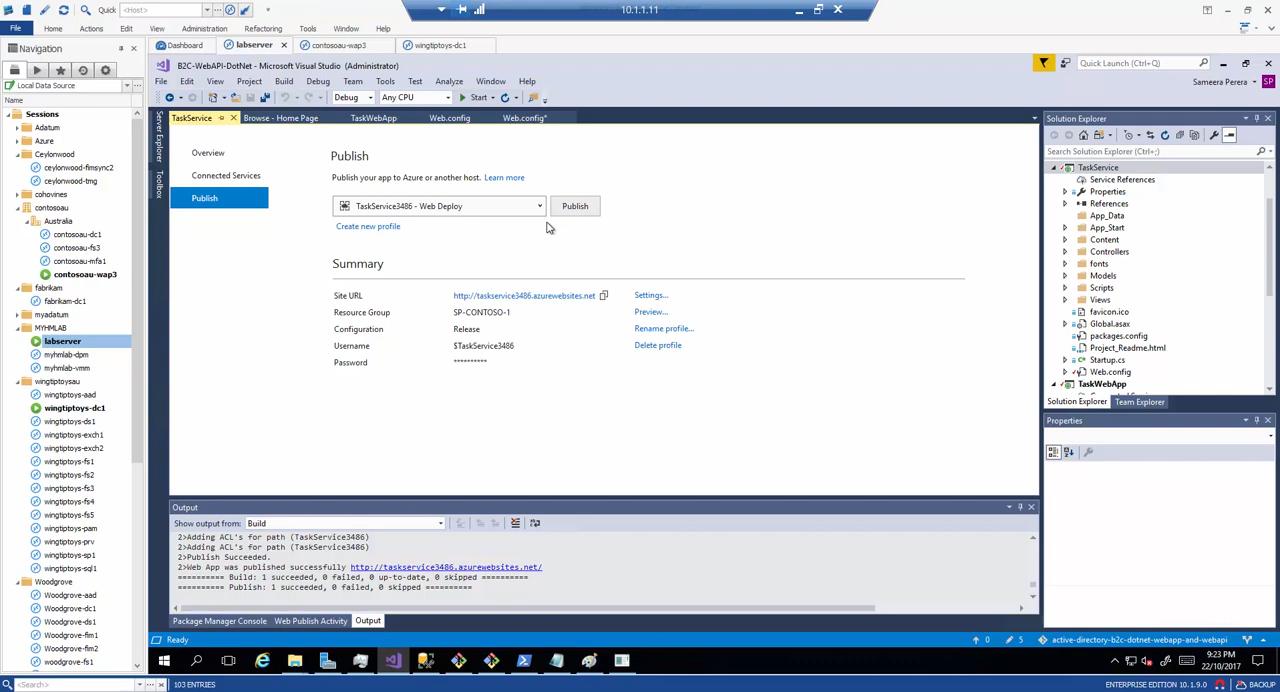 Quick
<Host>
10.1.1.11
File
Home
Actions
Edit
View
Administration
Refactoring
Tools
Window
Help
Navigation
Dashboard
labserver
contosoau-wap3
wingtiptoys-dc1
Local Data Source
Name
Sessions
Adatum
Azure
Ceylonwood
ceylonwood-fimsync2
ceylonwood-tmg
cohovines
contosoau
Australia
contosoau-dc1
contosoau-fs3
contosoau-mfa1
contosoau-wap3
fabrikam
fabrikam-dc1
myadatum
MYHMLAB
labserver
myhmlab-dpm
myhmlab-vmm
wingtiptoysau
wingtiptoys-aad
wingtiptoys-dc1
wingtiptoys-ds1
wingtiptoys-exch1
wingtiptoys-exch2
wingtiptoys-fs1
wingtiptoys-fs2
wingtiptoys-fs3
wingtiptoys-fs4
wingtiptoys-fs5
wingtiptoys-pam
wingtiptoys-prv
wingtiptoys-sp1
wingtiptoys-sql1
Woodgrove
Woodgrove-aad
Woodgrove-dc1
Woodgrove-ds1
Woodgrove-fim1
Woodgrove-fim2
woodgrove-fs1
B2C-WebAPI-DotNet - Microsoft Visual Studio (Administrator)
Quick Launch (Ctrl+Q)
File Edit View Project Build Debug Team Tools Test Analyze Window Help
Sameera Perera
SP
Debug
Any CPU
Start
Server Explorer
Toolbox
TaskService
Browse - Home Page
TaskWebApp
Web.config
Web.config*
Overview
Connected Services
Publish
Publish
Publish your app to Azure or another host. Learn more
TaskService3486 - Web Deploy
Publish
Create new profile
Summary
Site URL http://taskservice3486.azurewebsites.net Settings...
Resource Group SP-CONTOSO-1 Preview...
Configuration Release Rename profile...
Username $TaskService3486 Delete profile
Password **********
Output
Show output from: Build
2>Adding ACL's for path (TaskService3486)
2>Adding ACL's for path (TaskService3486)
2>Publish Succeeded.
2>Web App was published successfully http://taskservice3486.azurewebsites.net/
========== Build: 1 succeeded, 0 failed, 0 up-to-date, 0 skipped ==========
========== Publish: 1 succeeded, 0 failed, 0 skipped ==========
Package Manager Console
Web Publish Activity
Output
Solution Explorer
Search Solution Explorer (Ctrl+;)
TaskService
Service References
Properties
References
App_Data
App_Start
Content
Controllers
fonts
Models
Scripts
Views
favicon.ico
Global.asax
packages.config
Project_Readme.html
Startup.cs
Web.config
TaskWebApp
Solution Explorer
Team Explorer
Properties
Ready
0
5
active-directory-b2c-dotnet-webapp-and-webapi
9:23 PM
22/10/2017
<Search>
103 ENTRIES
ENTERPRISE EDITION 10.1.9.0
BACKUP